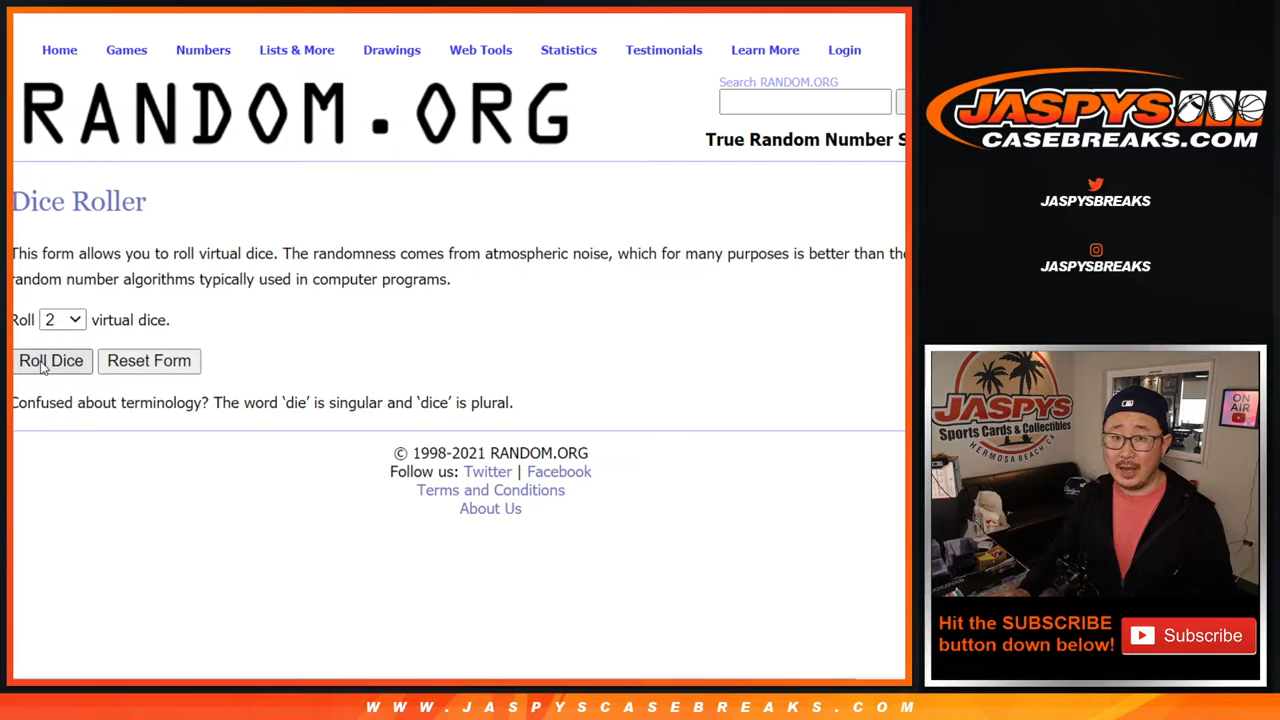 Home Games Numbers Lists & More Drawings Web Tools Statistics Testimonials Learn More Login
RANDOM.ORG
Search RANDOM.ORG
True Random Number S
Dice Roller
This form allows you to roll virtual dice. The randomness comes from atmospheric noise, which for many purposes is better than the
random number algorithms typically used in computer programs.
Roll 2 virtual dice.
Roll Dice Reset Form
Confused about terminology? The word ‘die’ is singular and ‘dice’ is plural.
© 1998-2021 RANDOM.ORG
Follow us: Twitter | Facebook
Terms and Conditions
About Us
JASPYS
CASEBREAKS.COM
JASPYSBREAKS
JASPYSBREAKS
JASPYS
Sports Cards & Collectibles
HERMOSA BEACH, CA
ON
AIR
Hit the SUBSCRIBE
button down below!
Subscribe
WWW.JASPYSCASEBREAKS.COM